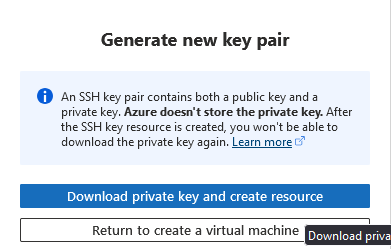 Generate new key pair
An SSH key pair contains both a public key and a
private key. Azure doesn't store the private key. After
the SSH key resource is created, you won't be able to
download the private key again. Learn more
Download private key and create resource
Return to create a virtual machine
Download priva